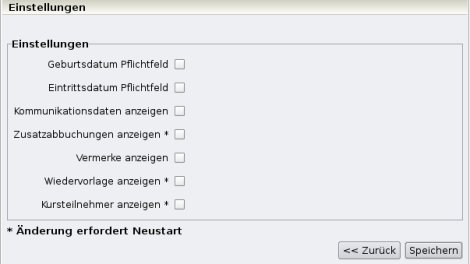 Einstellungen
Einstellungen
Geburtsdatum Pflichtfeld
Eintrittsdatum Pflichtfeld
Kommunikationsdaten anzeigen
Zusatzabbuchungen anzeigen *
Vermerke anzeigen
Wiedervorlage anzeigen *
Kursteilnehmer anzeigen *
* Änderung erfordert Neustart
<< Zurück Speichern